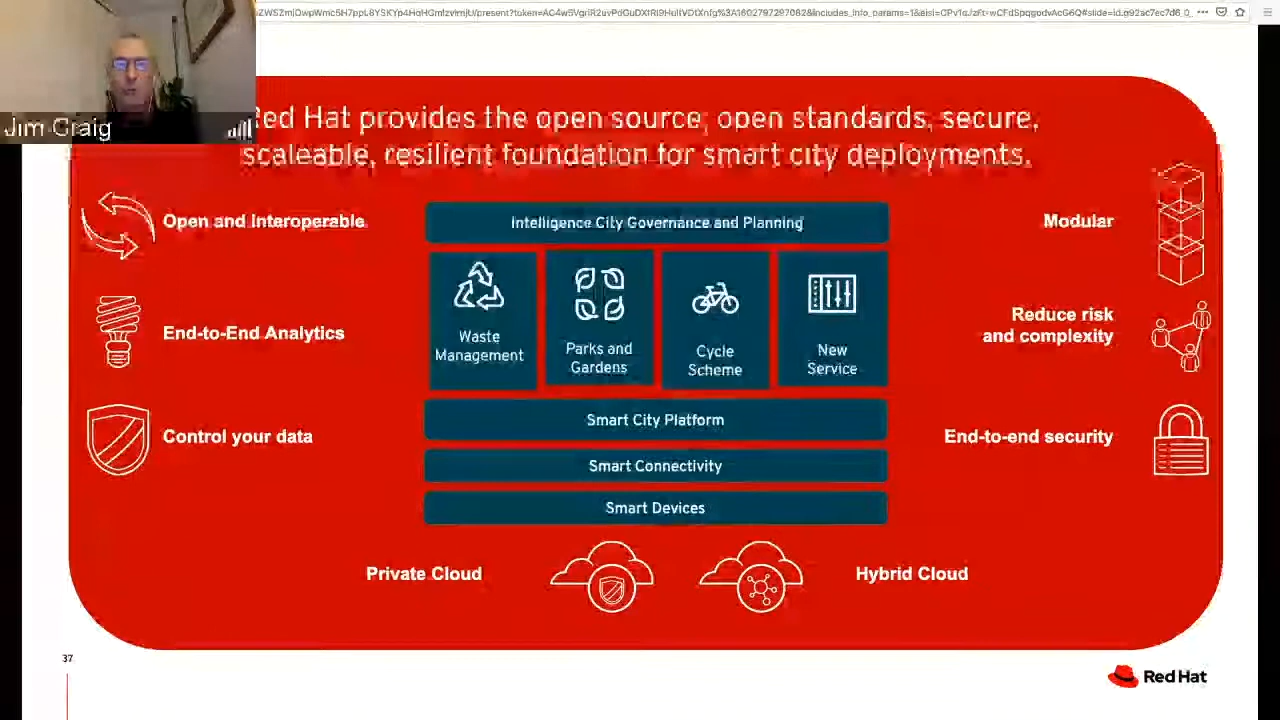 Jim Craig
Red Hat provides the open source, open standards, secure,
scaleable, resilient foundation for smart city deployments.
Open and Interoperable
End-to-End Analytics
Control your data
Intelligence City Governance and Planning
Waste
Management
Parks and
Gardens
Cycle
Scheme
New
Service
Smart City Platform
Smart Connectivity
Smart Devices
Modular
Reduce risk
and complexity
End-to-end security
Private Cloud
Hybrid Cloud
37
Red Hat